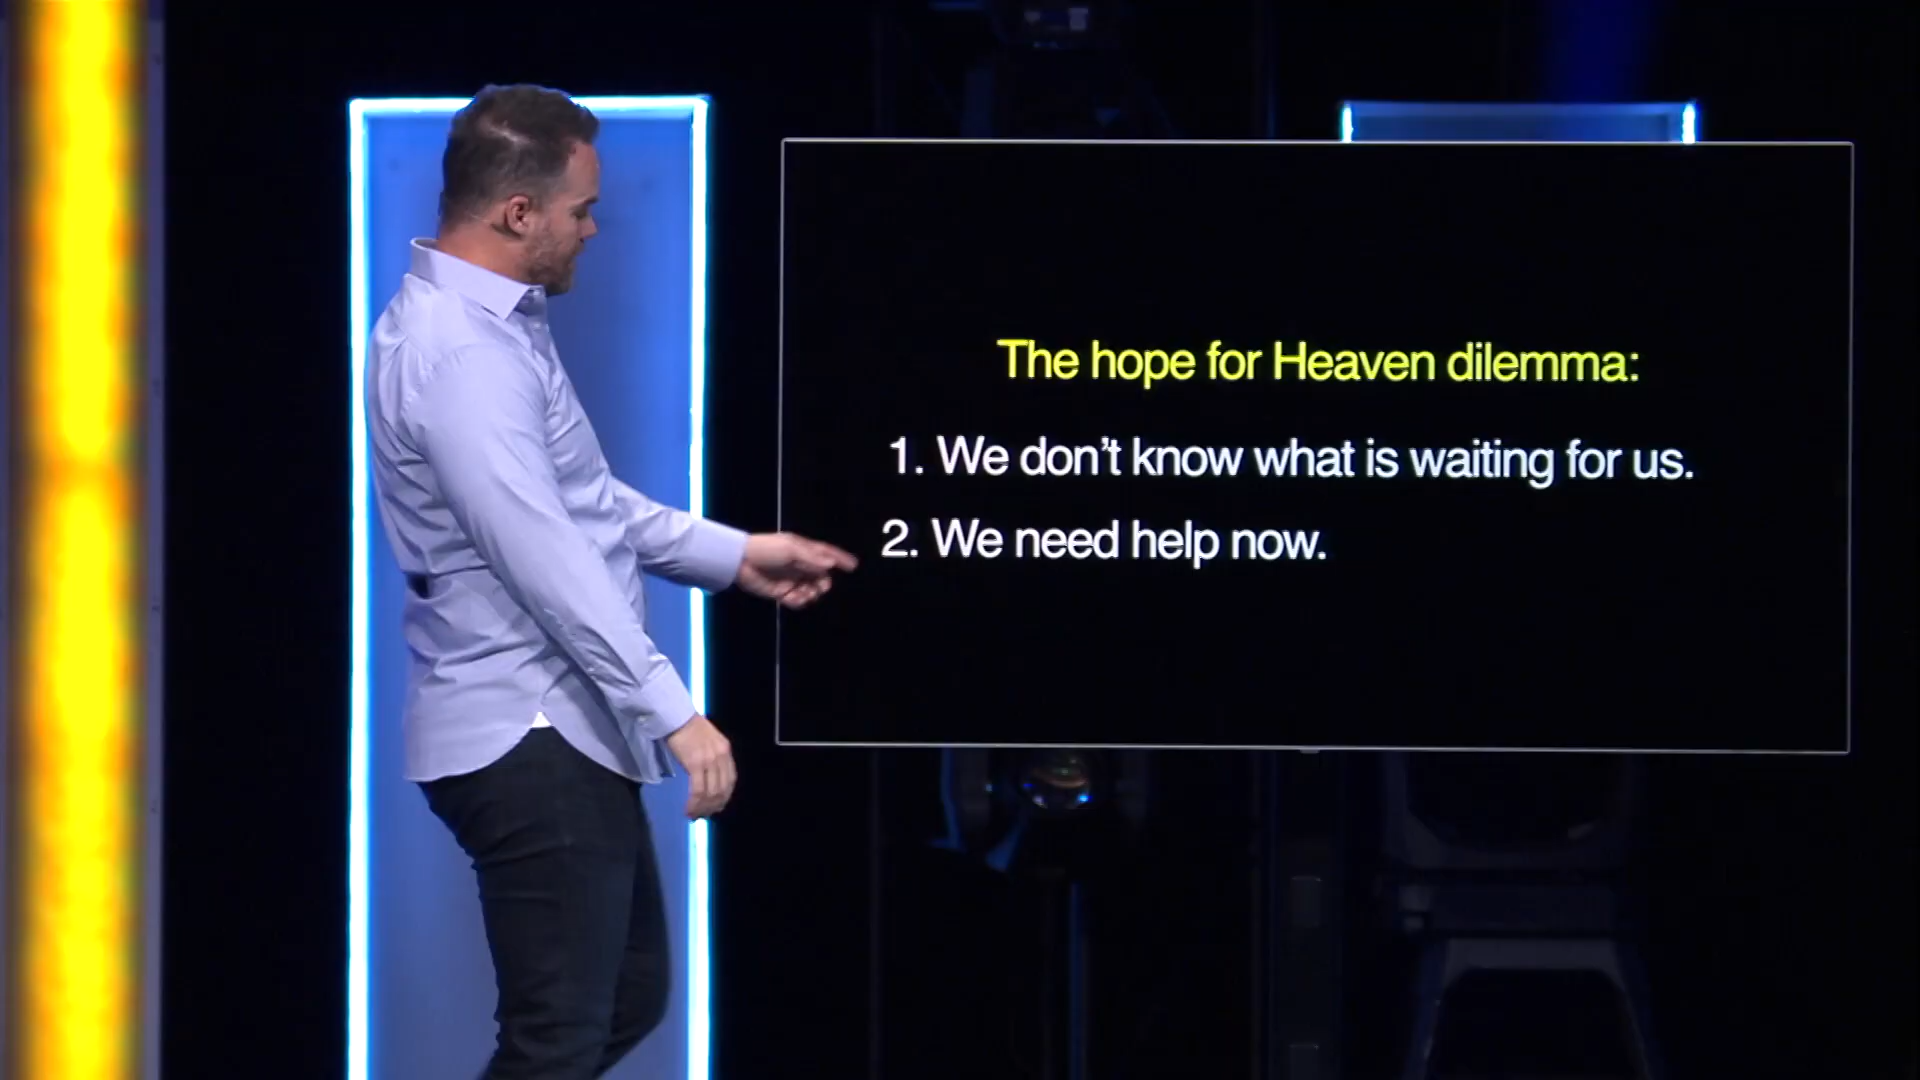 The hope for Heaven dilemma:
1. We don't know what is waiting for us.
2. We need help now.